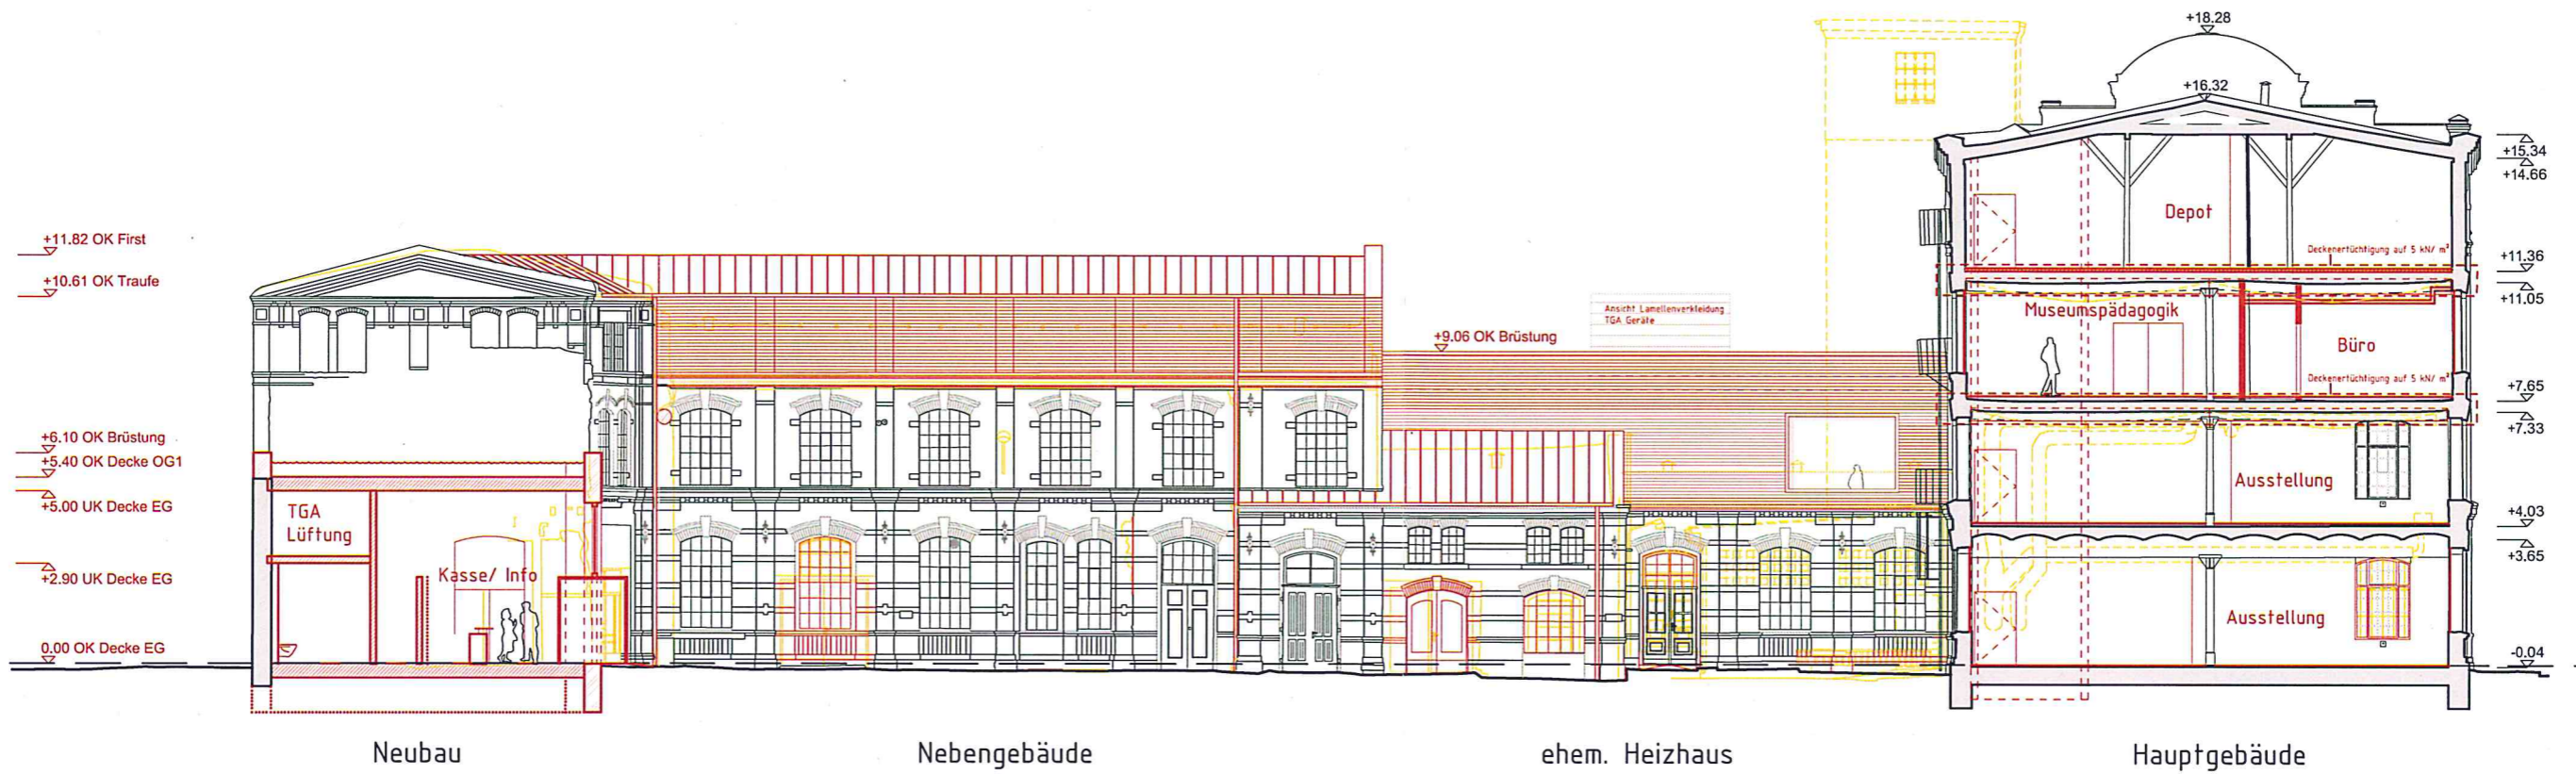 +18.28
+16.32
+15.34
+14.66
Depot
Deckenertüchtigung auf 5 kN/ m²
+11.82 OK First
+10.61 OK Traufe
+11.36
+11.05
Ansicht Lamellenverkleidung
TGA Geräte
+9.06 OK Brüstung
Museumspädagogik
Büro
Deckenertüchtigung auf 5 kN/ m²
+7.65
+7.33
+6.10 OK Brüstung
+5.40 OK Decke OG1
+5.00 UK Decke EG
+2.90 UK Decke EG
0.00 OK Decke EG
TGA
Lüftung
Kasse/ Info
Ausstellung
+4.03
+3.65
Ausstellung
-0.04
Neubau
Nebengebäude
ehem. Heizhaus
Hauptgebäude